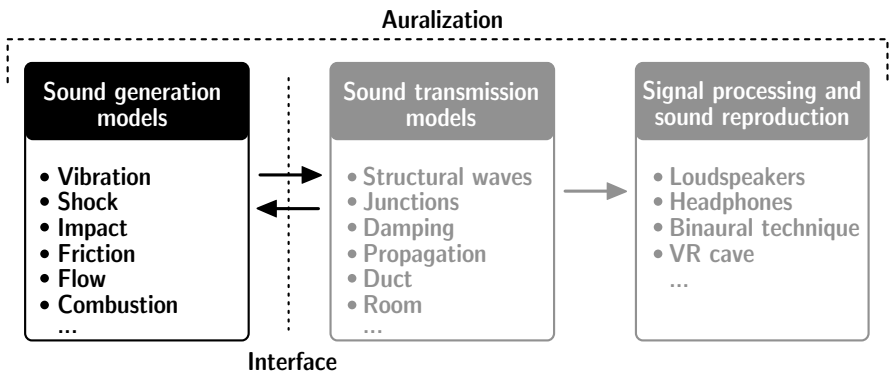 Auralization
Sound generation
models
• Vibration
• Shock
• Impact
• Friction
• Flow
• Combustion
...
Interface
Sound transmission
models
• Structural waves
• Junctions
• Damping
• Propagation
• Duct
• Room
...
Signal processing and
sound reproduction
• Loudspeakers
• Headphones
• Binaural technique
• VR cave
...